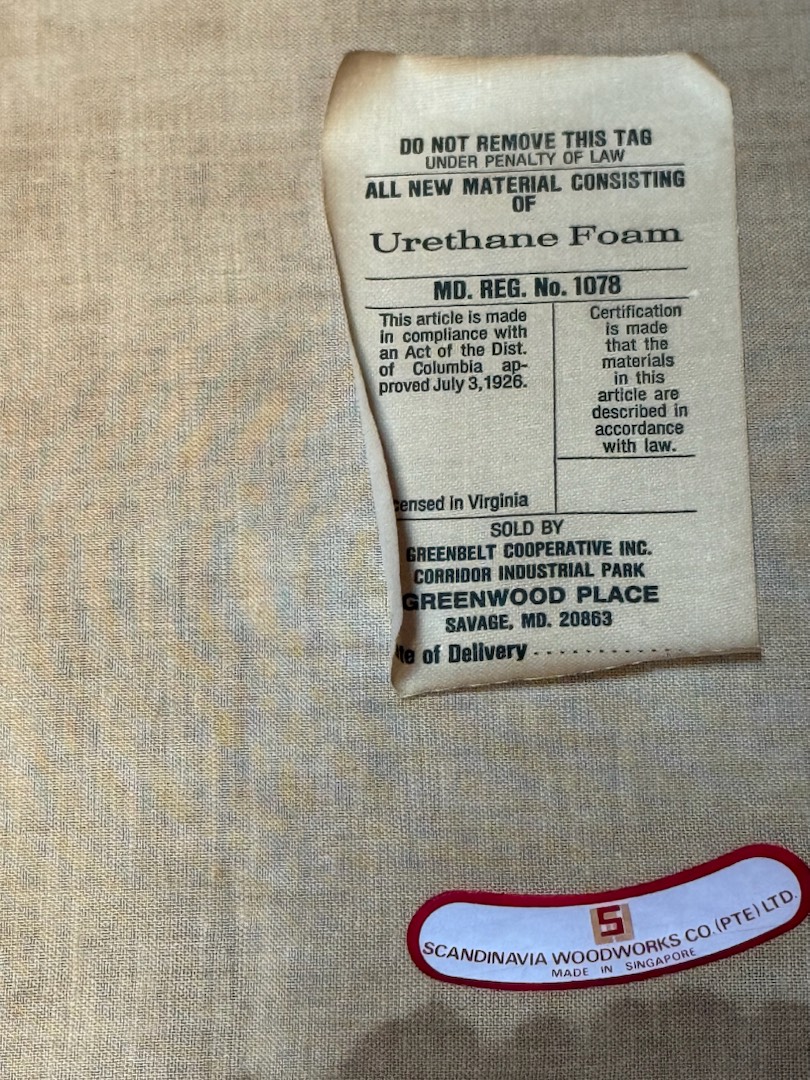 DO NOT REMOVE THIS TAG
UNDER PENALTY OF LAW
ALL NEW MATERIAL CONSISTING
OF
Urethane Foam
MD. REG. No. 1078
This article is made
in compliance with
an Act of the Dist.
of Columbia ap-
proved July 3, 1926.
Certification
is made
that the
materials
in this
article are
described in
accordance
with law.
censed in Virginia
SOLD BY
GREENBELT COOPERATIVE INC.
CORRIDOR INDUSTRIAL PARK
GREENWOOD PLACE
SAVAGE, MD. 20863
te of Delivery - - - - - - - - - - - -
S
SCANDINAVIA WOODWORKS CO. (PTE) LTD.
MADE IN SINGAPORE